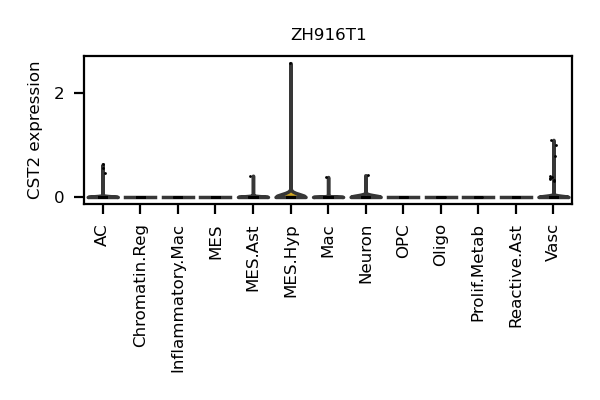 ZH916T1
CST2 expression
2
0
AC
Chromatin.Reg
Inflammatory.Mac
MES
MES.Ast
MES.Hyp
Mac
Neuron
OPC
Oligo
Prolif.Metab
Reactive.Ast
Vasc